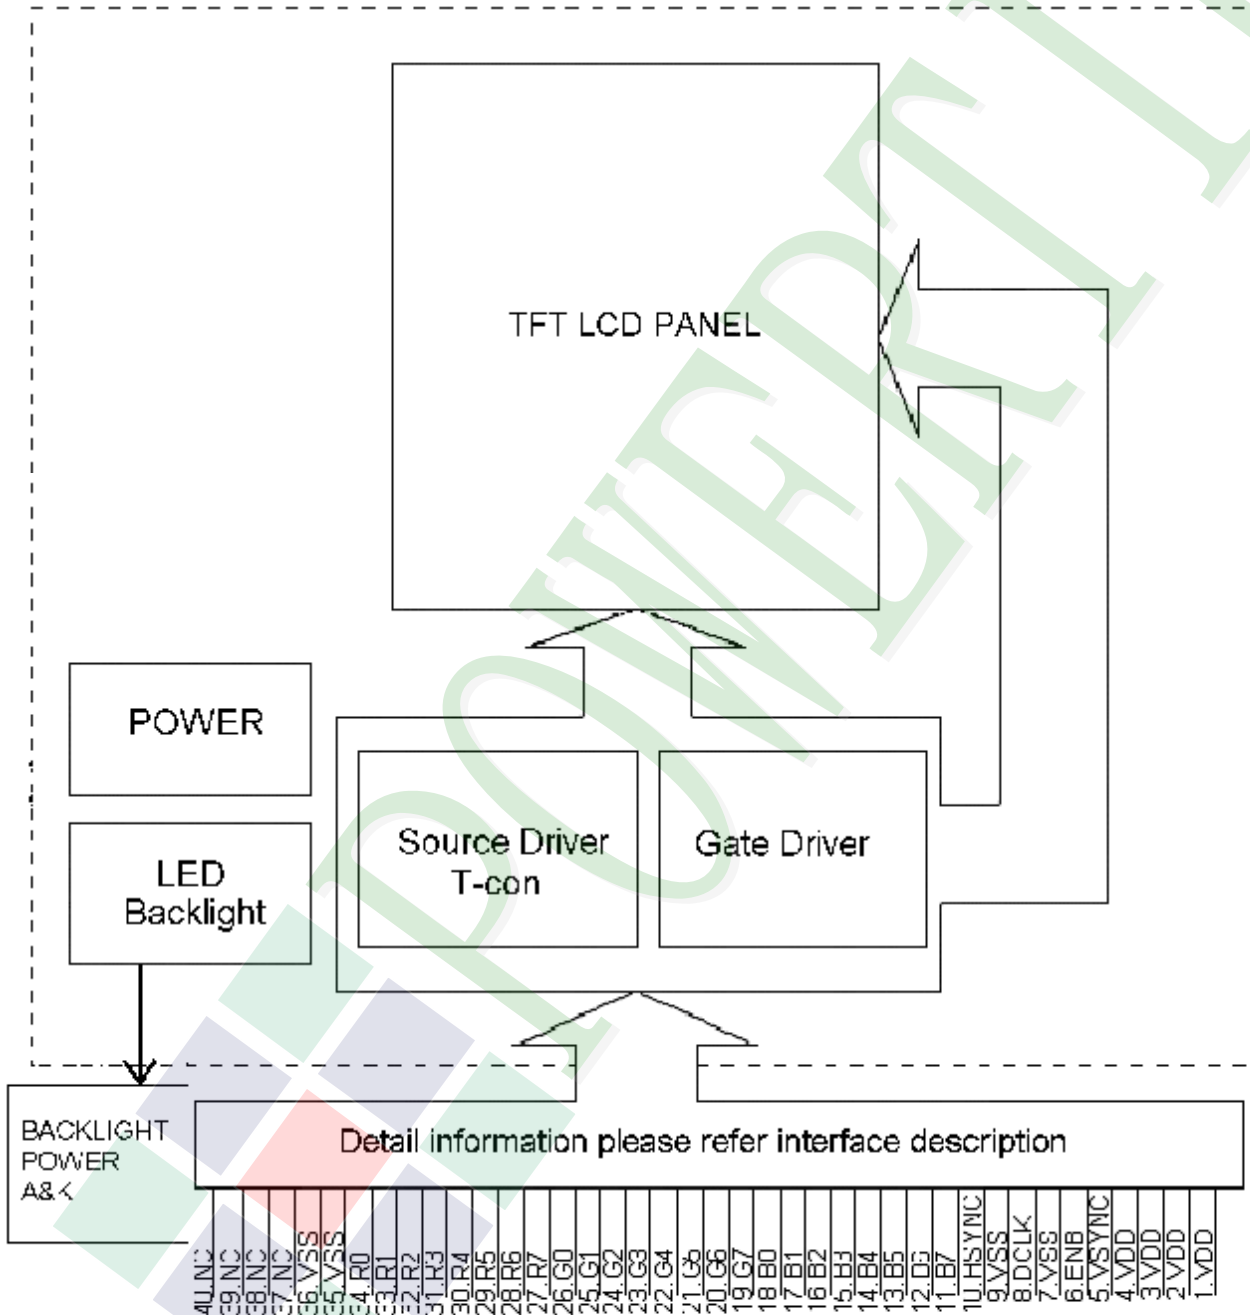 TFT LCD PANEL
POWER
LED
Backlight
Source Driver
T-con
Gate Driver
BACKLIGHT
POWER
A&K
Detail information please refer interface description
40.NC
39.NC
38.NC
37.NC
36.VSS
35.VSS
34.R0
33.R1
32.R2
31.R3
30.R4
29.R5
28.R6
27.R7
26.G0
25.G1
24.G2
23.G3
22.G4
21.G5
20.G6
19.G7
18.B0
17.B1
16.B2
15.B3
14.B4
13.B5
12.B6
11.B7
10.HSYNC
9.VSS
8.DCLK
7.VSS
6.ENB
5.VSYNC
4.VDD
3.VDD
2.VDD
1.VDD
POWERT